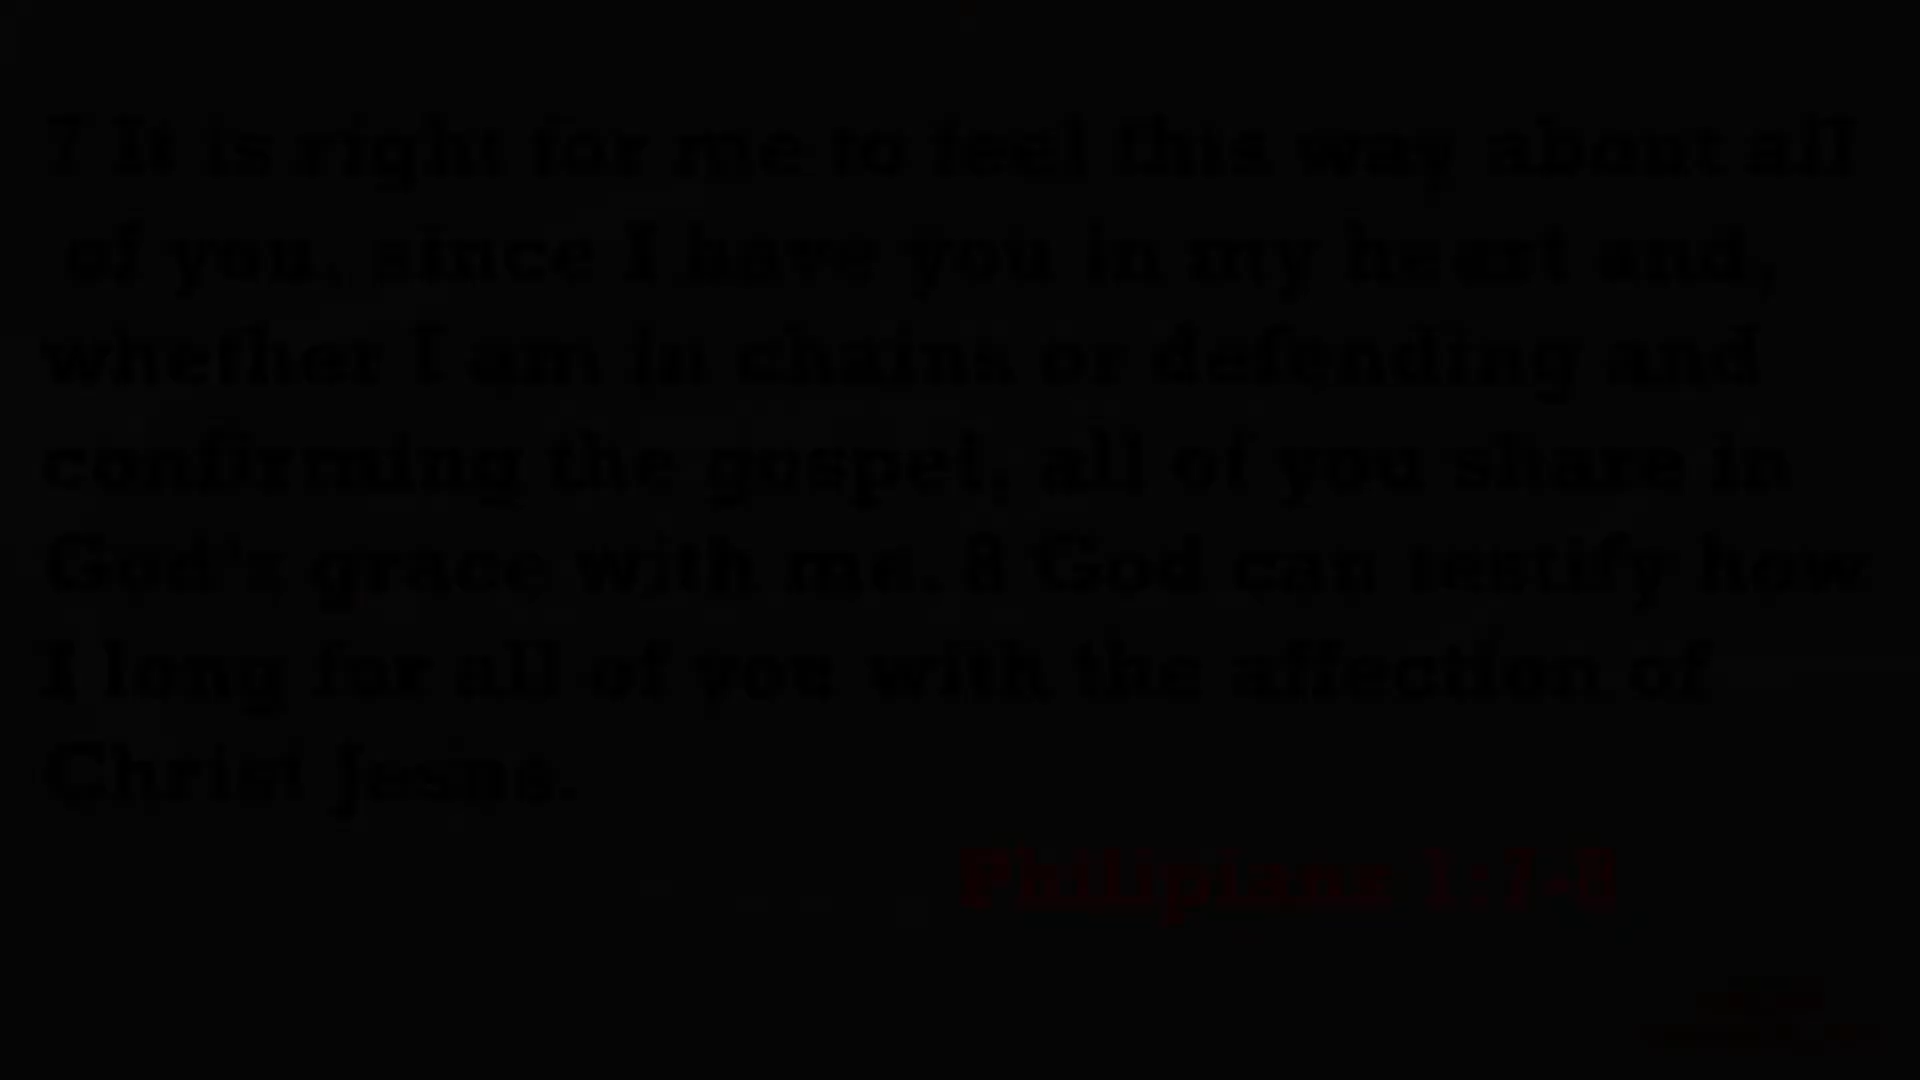 7 It is right for me to feel this way about all
of you, since I have you in my heart and,
whether I am in chains or defending and
confirming the gospel, all of you share in
God's grace with me. 8 God can testify how
I long for all of you with the affection of
Christ Jesus.
Philipians 1:7-8